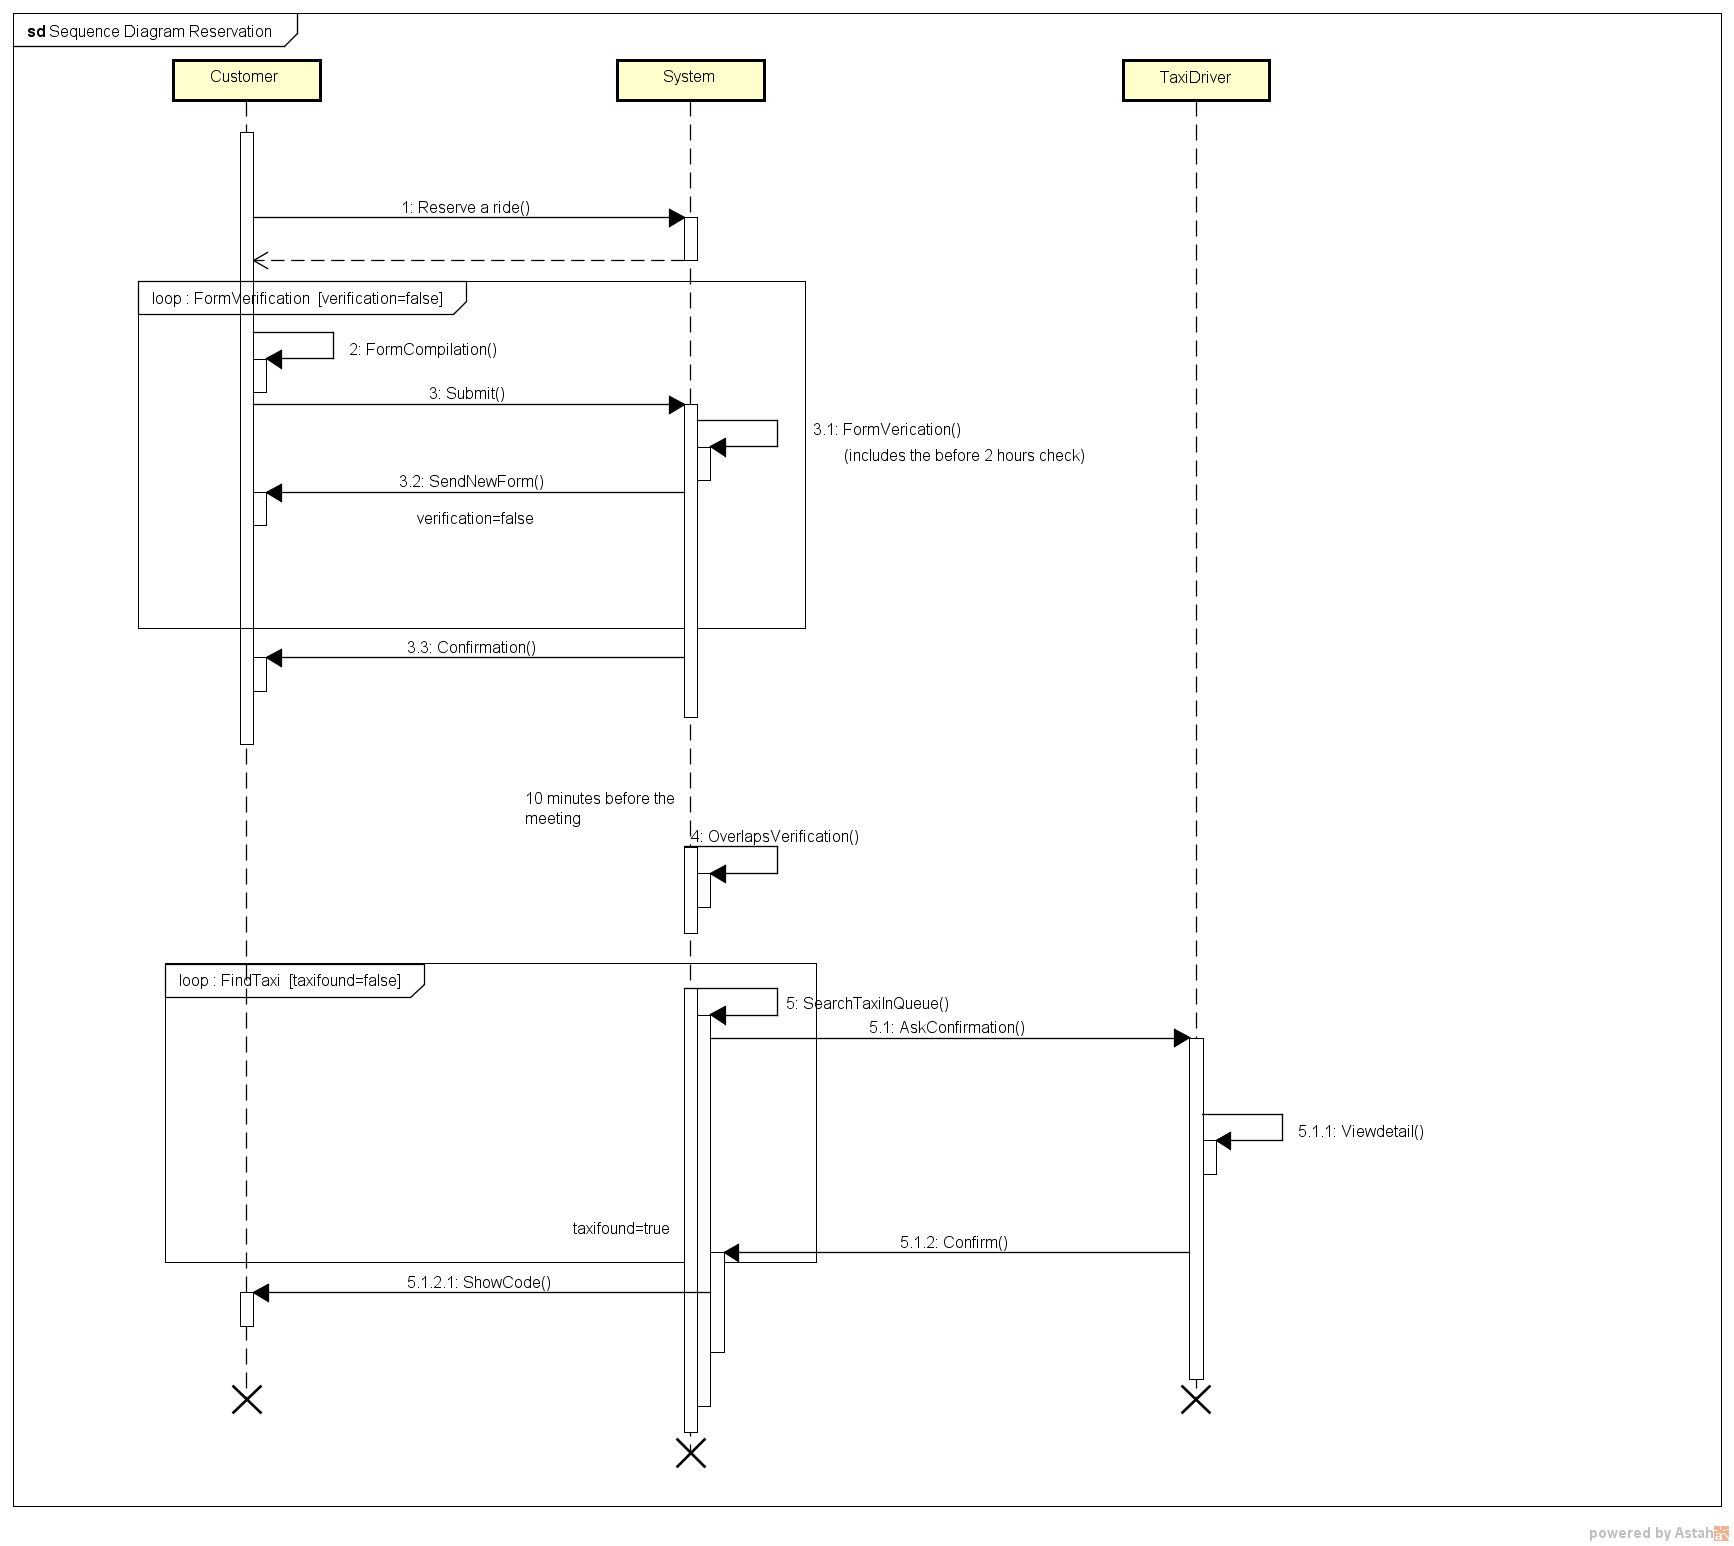 sd Sequence Diagram Reservation
Customer
System
TaxiDriver
1: Reserve a ride()
loop : FormVerification [verification=false]
2: FormCompilation()
3: Submit()
3.1: FormVerication()
(includes the before 2 hours check)
3.2: SendNewForm()
verification=false
3.3: Confirmation()
10 minutes before the
meeting
4: OverlapsVerification()
loop : FindTaxi [taxifound=false]
5: SearchTaxiInQueue()
5.1: AskConfirmation()
5.1.1: Viewdetail()
taxifound=true
5.1.2: Confirm()
5.1.2.1: ShowCode()
powered by Astah